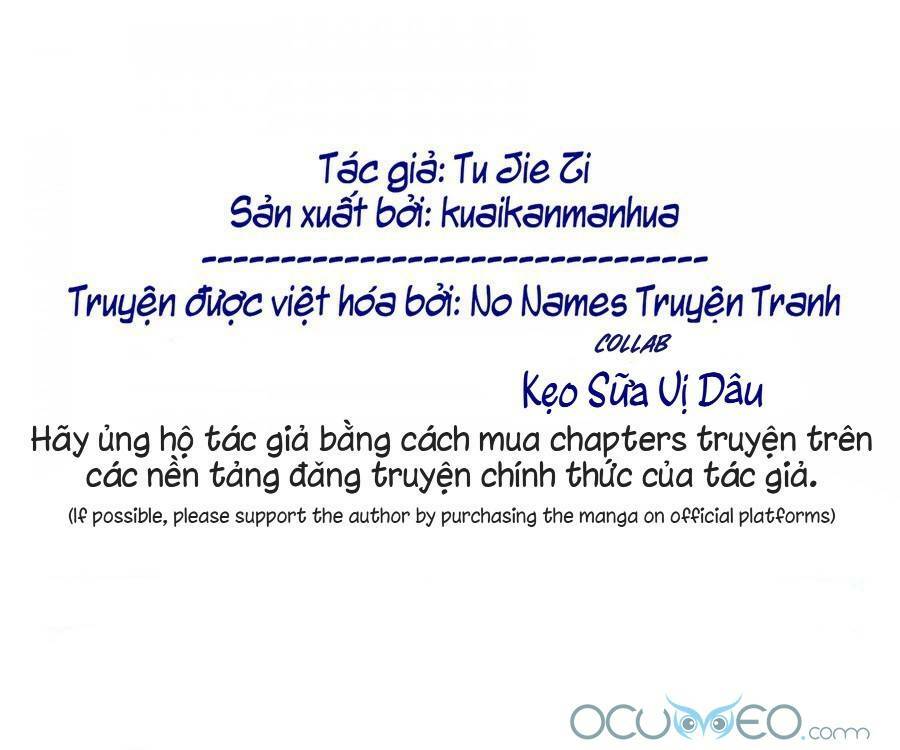 Tác giả: Tu Jie Zi
Sản xuất bởi: kuaikanmanhua
---------------------------------
Truyện được việt hóa bởi: No Names Truyện Tranh
COLLAB
Kẹo Sữa Vị Dâu
Hãy ủng hộ tác giả bằng cách mua chapters truyện trên
các nền tảng đăng truyện chính thức của tác giả.
(If possible, please support the author by purchasing the manga on official platforms)
OCUMEO.comm